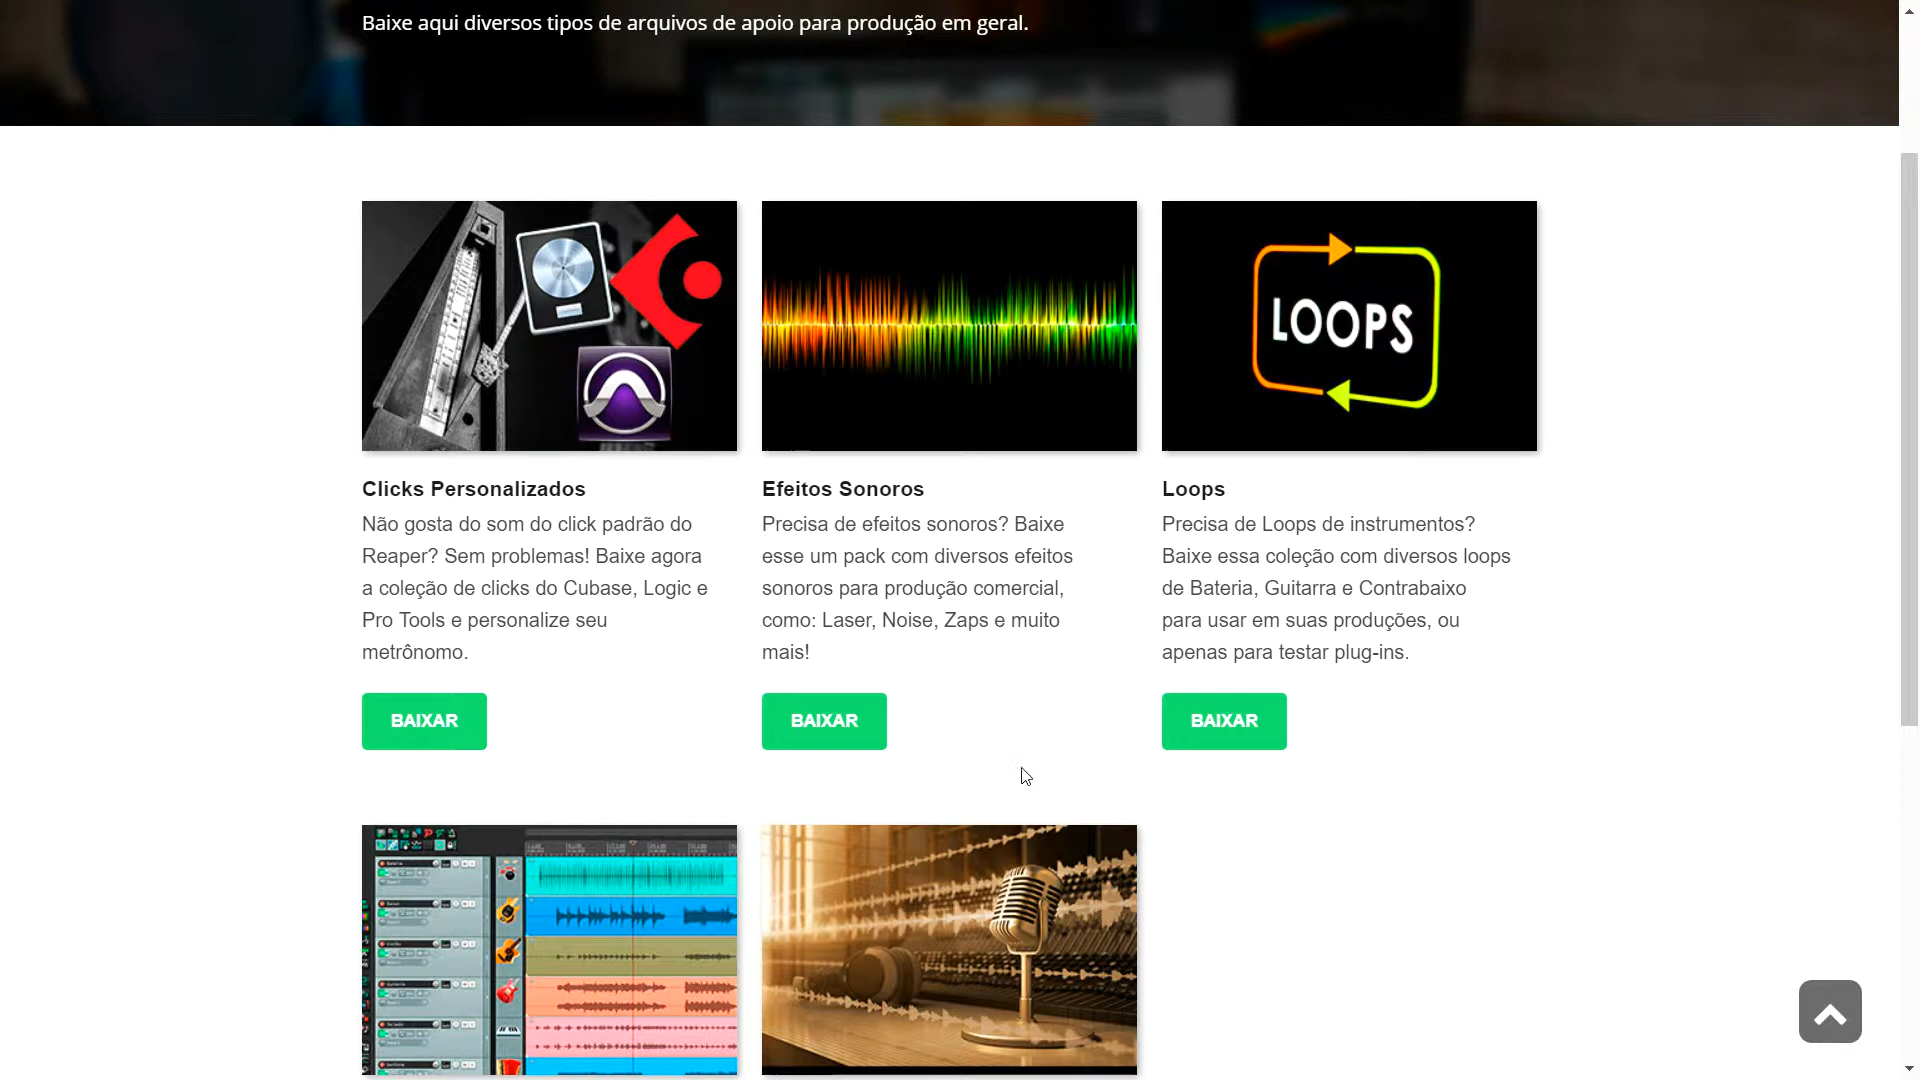 Baixe aqui diversos tipos de arquivos de apoio para produção em geral.
LOOPS
Clicks Personalizados
Não gosta do som do click padrão do
Reaper? Sem problemas! Baixe agora
a coleção de clicks do Cubase, Logic e
Pro Tools e personalize seu
metrônomo.
BAIXAR
Efeitos Sonoros
Precisa de efeitos sonoros? Baixe
esse um pack com diversos efeitos
sonoros para produção comercial,
como: Laser, Noise, Zaps e muito
mais!
BAIXAR
Loops
Precisa de Loops de instrumentos?
Baixe essa coleção com diversos loops
de Bateria, Guitarra e Contrabaixo
para usar em suas produções, ou
apenas para testar plug-ins.
BAIXAR